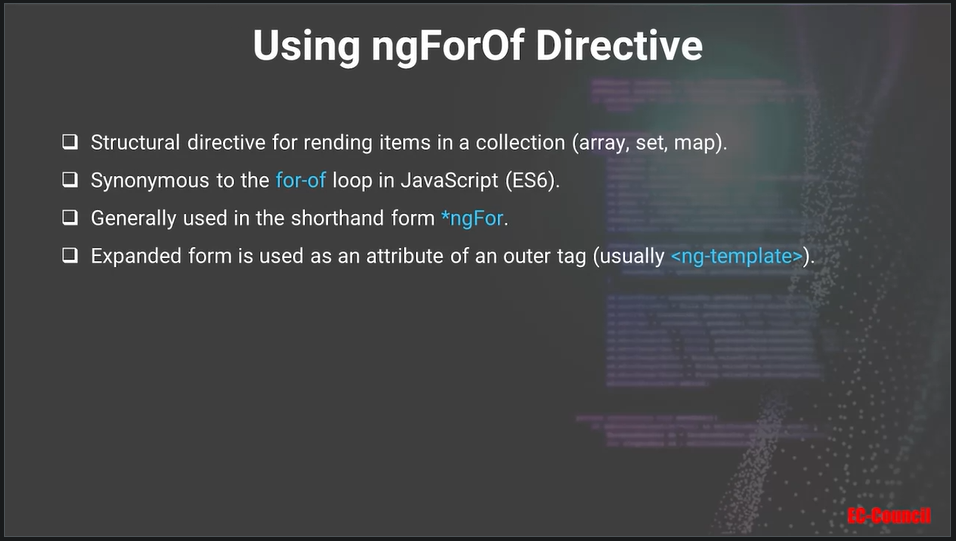 Using ngForOf Directive
Structural directive for rending items in a collection (array, set, map).
Synonymous to the for-of loop in JavaScript (ES6).
Generally used in the shorthand form *ngFor.
Expanded form is used as an attribute of an outer tag (usually <ng-template>).
EC-Council